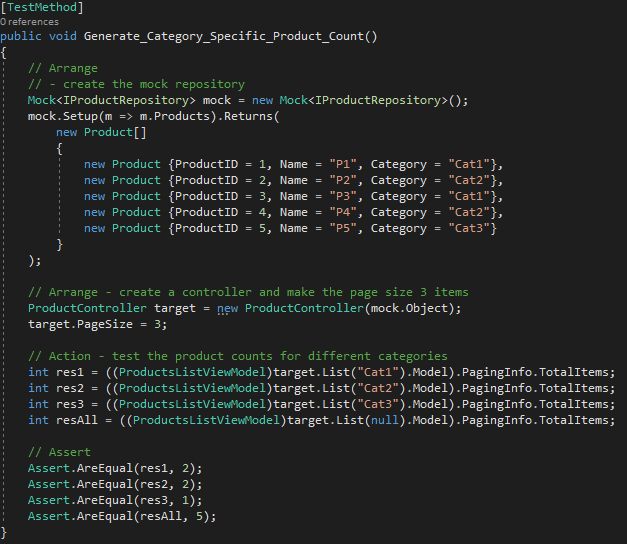 [TestMethod]
0 references
public void Generate_Category_Specific_Product_Count()
{
    // Arrange
    // - create the mock repository
    Mock<IProductRepository> mock = new Mock<IProductRepository>();
    mock.Setup(m => m.Products).Returns(
        new Product[]
        {
            new Product {ProductID = 1, Name = "P1", Category = "Cat1"},
            new Product {ProductID = 2, Name = "P2", Category = "Cat2"},
            new Product {ProductID = 3, Name = "P3", Category = "Cat1"},
            new Product {ProductID = 4, Name = "P4", Category = "Cat2"},
            new Product {ProductID = 5, Name = "P5", Category = "Cat3"}
        }
    );

    // Arrange - create a controller and make the page size 3 items
    ProductController target = new ProductController(mock.Object);
    target.PageSize = 3;

    // Action - test the product counts for different categories
    int res1 = ((ProductsListViewModel)target.List("Cat1").Model).PagingInfo.TotalItems;
    int res2 = ((ProductsListViewModel)target.List("Cat2").Model).PagingInfo.TotalItems;
    int res3 = ((ProductsListViewModel)target.List("Cat3").Model).PagingInfo.TotalItems;
    int resAll = ((ProductsListViewModel)target.List(null).Model).PagingInfo.TotalItems;

    // Assert
    Assert.AreEqual(res1, 2);
    Assert.AreEqual(res2, 2);
    Assert.AreEqual(res3, 1);
    Assert.AreEqual(resAll, 5);
}